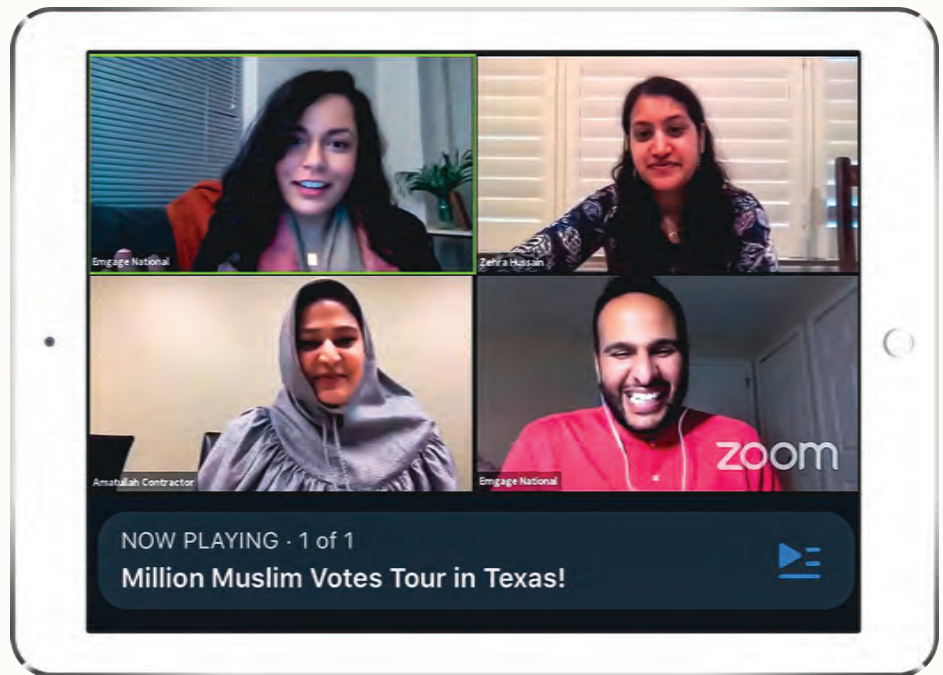 Emgage National
Zehra Hussain
Amatullah Contractor
Emgage National
zoom
NOW PLAYING · 1 of 1
Million Muslim Votes Tour in Texas!